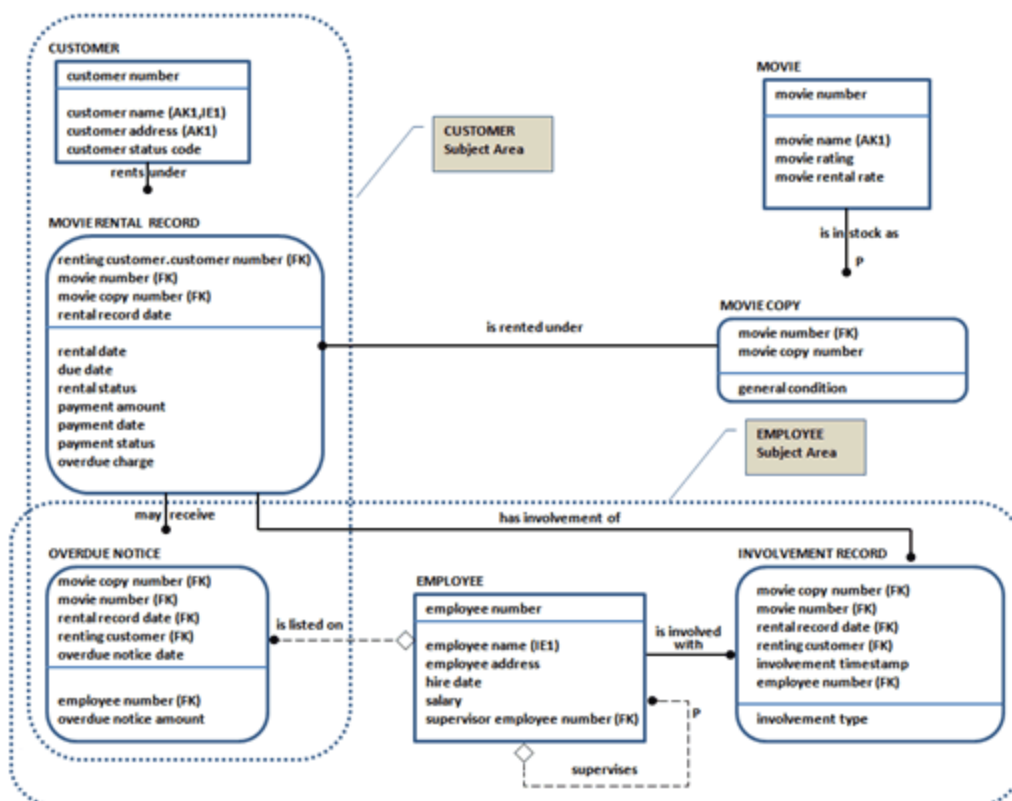 CUSTOMER
customer number
customer name (AK1,IE1)
customer address (AK1)
customer status code
rents under
CUSTOMER
Subject Area
MOVIE
movie number
movie name (AK1)
movie rating
movie rental rate
is in stock as
P
MOVIE RENTAL RECORD
renting customer.customer number (FK)
movie number (FK)
movie copy number (FK)
rental record date
rental date
due date
rental status
payment amount
payment date
payment status
overdue charge
is rented under
MOVIE COPY
movie number (FK)
movie copy number
general condition
EMPLOYEE
Subject Area
may receive
has involvement of
OVERDUE NOTICE
movie copy number (FK)
movie number (FK)
rental record date (FK)
renting customer (FK)
overdue notice date
employee number (FK)
overdue notice amount
is listed on
EMPLOYEE
employee number
employee name (IE1)
employee address
hire date
salary
supervisor employee number (FK)
is involved
with
P
supervises
INVOLVEMENT RECORD
movie copy number (FK)
movie number (FK)
rental record date (FK)
renting customer (FK)
involvement timestamp
employee number (FK)
involvement type